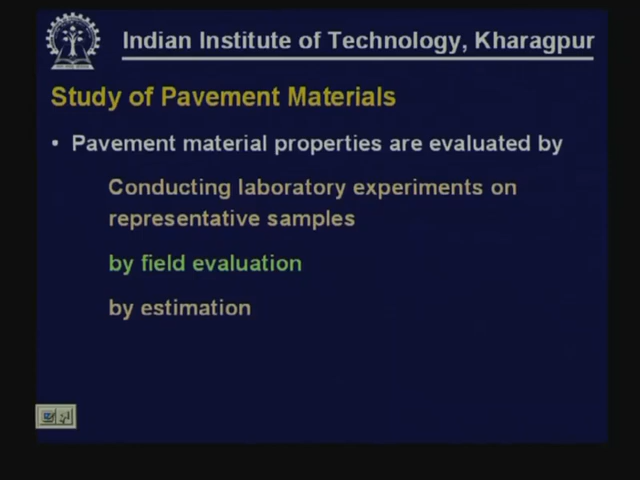 Indian Institute of Technology, Kharagpur
Study of Pavement Materials
• Pavement material properties are evaluated by
Conducting laboratory experiments on
representative samples
by field evaluation
by estimation